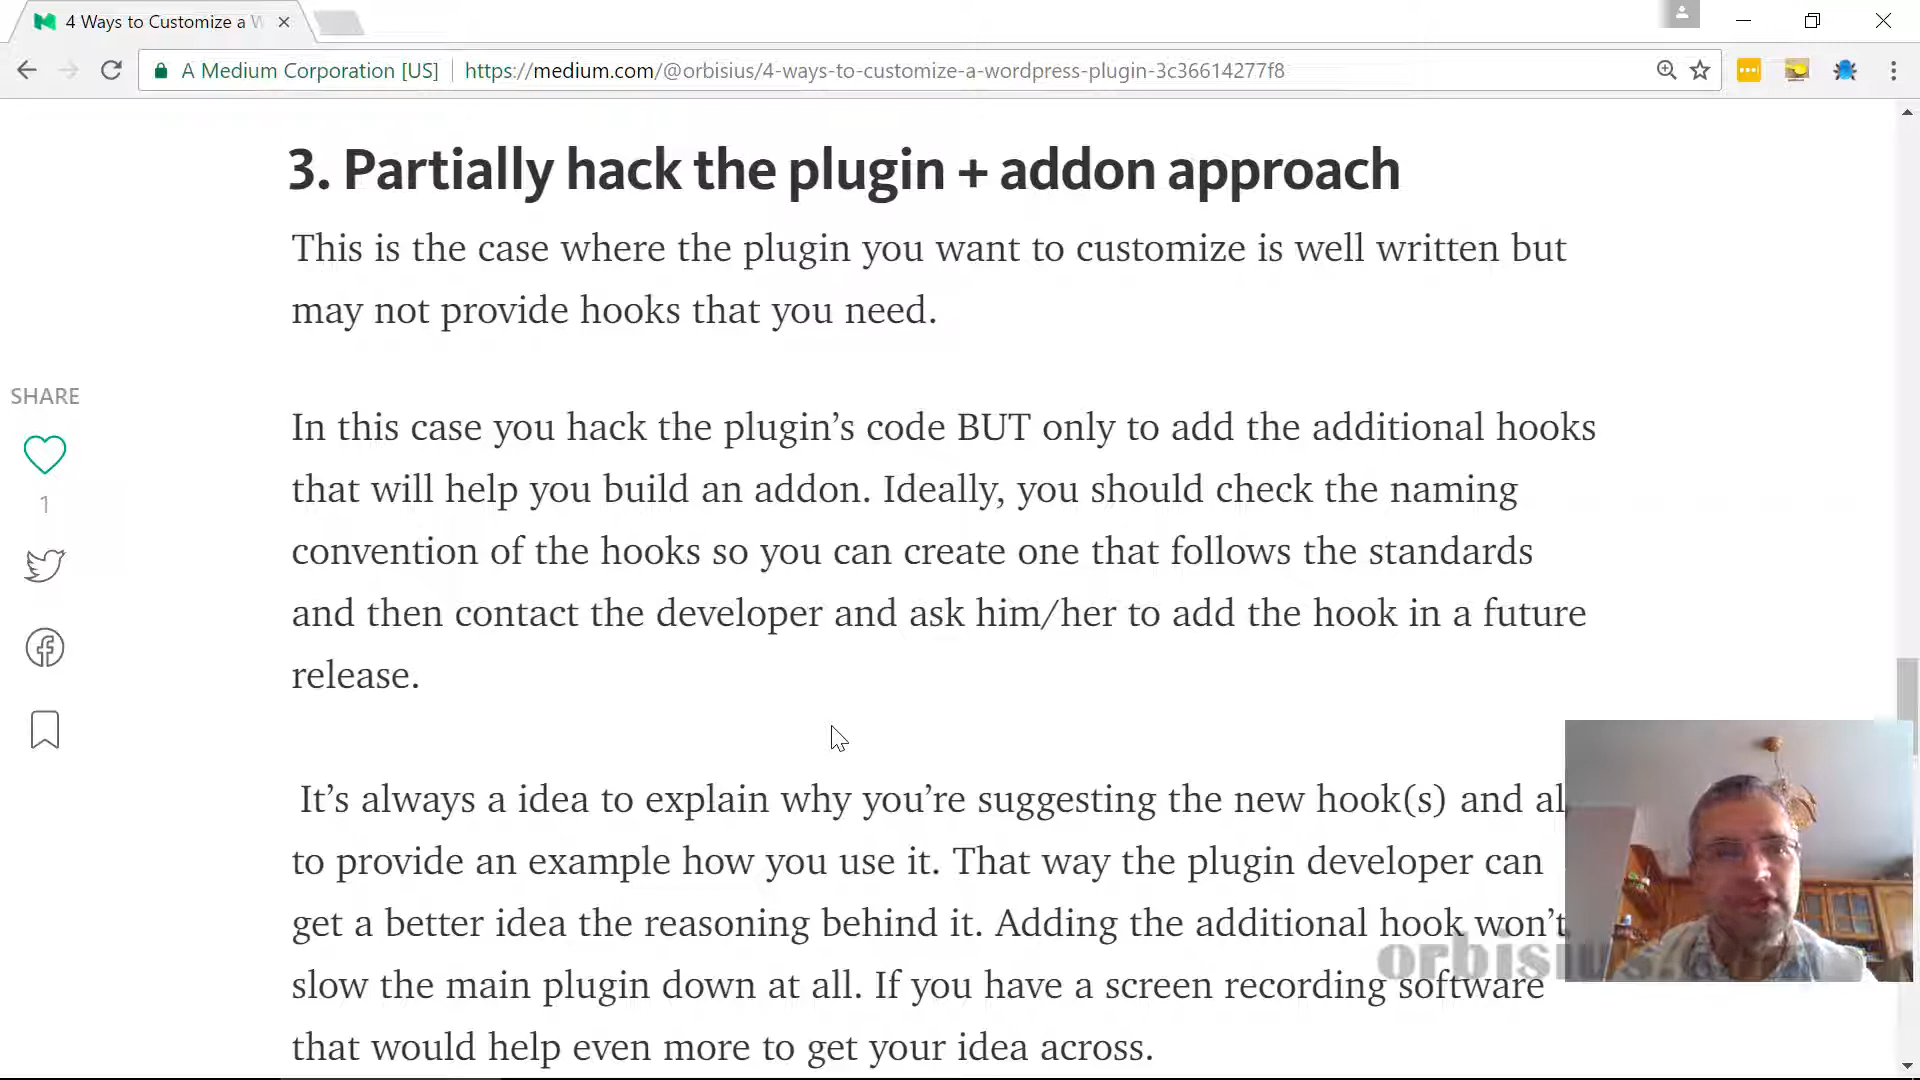 4 Ways to Customize a W
A Medium Corporation [US]
https://medium.com/@orbisius/4-ways-to-customize-a-wordpress-plugin-3c36614277f8
3. Partially hack the plugin + addon approach
This is the case where the plugin you want to customize is well written but
may not provide hooks that you need.
SHARE
1
In this case you hack the plugin’s code BUT only to add the additional hooks
that will help you build an addon. Ideally, you should check the naming
convention of the hooks so you can create one that follows the standards
and then contact the developer and ask him/her to add the hook in a future
release.
It’s always a idea to explain why you’re suggesting the new hook(s) and al
to provide an example how you use it. That way the plugin developer can
get a better idea the reasoning behind it. Adding the additional hook won’t
slow the main plugin down at all. If you have a screen recording software
that would help even more to get your idea across.
orbisius